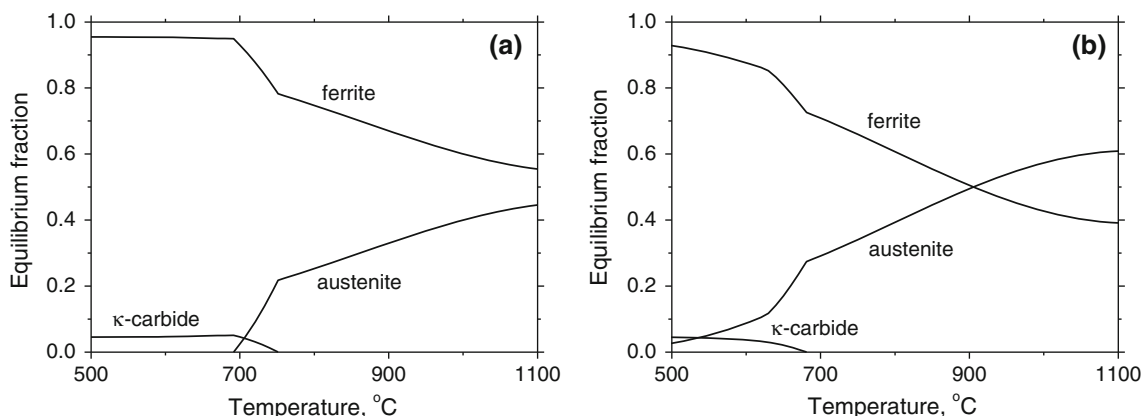 (a)
Equilibrium fraction
1.0
0.8
0.6
0.4
0.2
0.0
ferrite
austenite
κ-carbide
500
700
900
1100
Temperature, °C
(b)
Equilibrium fraction
1.0
0.8
0.6
0.4
0.2
0.0
ferrite
austenite
κ-carbide
500
700
900
1100
Temperature, °C